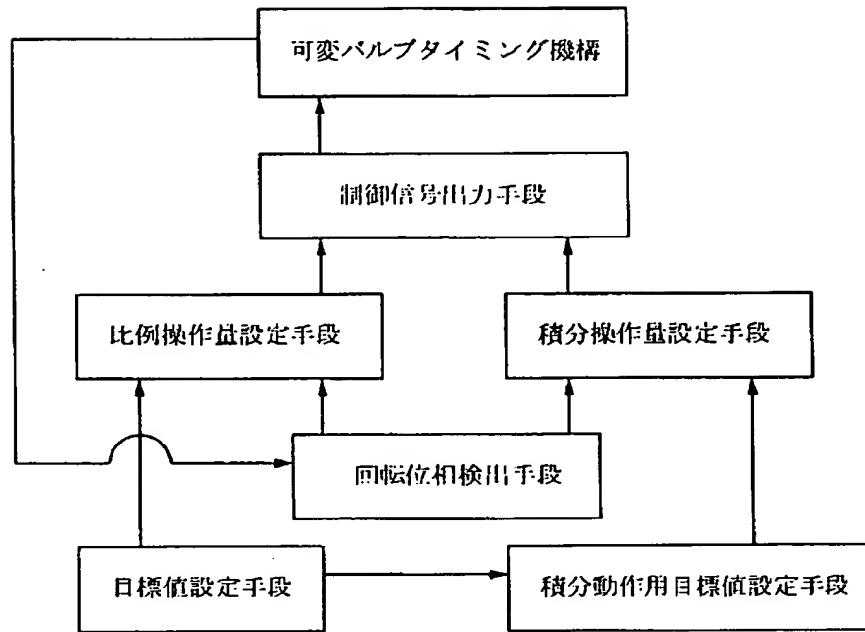 可変バルブタイミング機構
制御信号出力手段
比例操作量設定手段
積分操作量設定手段
回転位相検出手段
目標値設定手段
積分動作用目標値設定手段